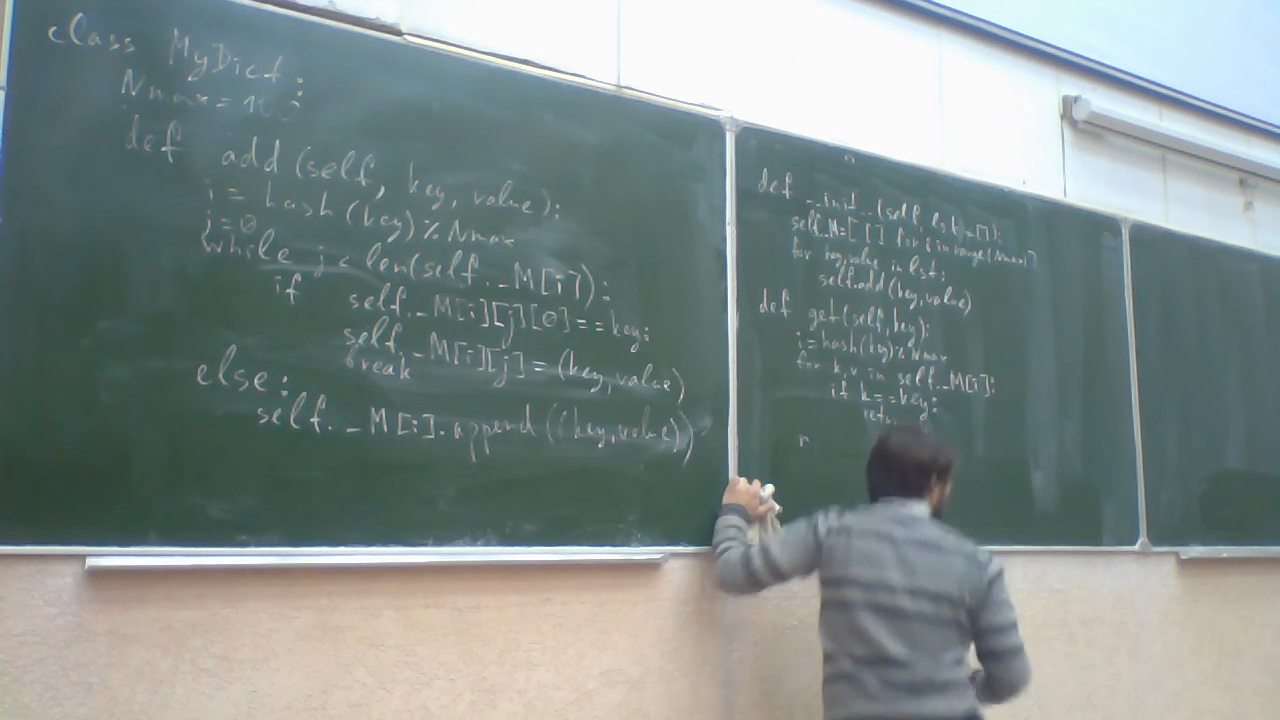 class MyDict:
Nmax = 100
def add (self, key, value):
i = hash (key) % Nmax
j = 0
while j < len(self._M[i]):
if self._M[i][j][0] == key:
self._M[i][j] = (key, value)
break
else:
self._M[i].append((key, value))
def __init__(self, lst=[]):
self._M=[[] for i in range(Nmax)]
for key,value in lst:
self.add(key,value)
def get(self, key):
i = hash(key)%Nmax
for k,v in self._M[i]:
if k == key:
r